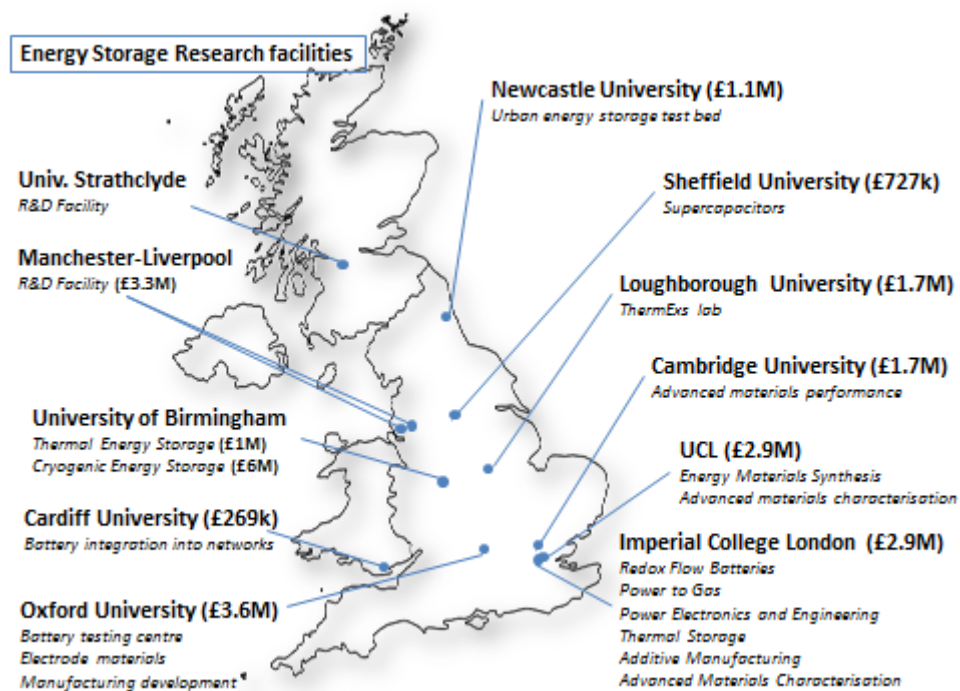 Energy Storage Research facilities
Newcastle University (£1.1M)
Urban energy storage test bed
Univ. Strathclyde
R&D Facility
Sheffield University (£727k)
Supercapacitors
Manchester-Liverpool
R&D Facility (£3.3M)
Loughborough University (£1.7M)
ThermExs lab
Cambridge University (£1.7M)
Advanced materials performance
University of Birmingham
Thermal Energy Storage (£1M)
Cryogenic Energy Storage (£6M)
UCL (£2.9M)
Energy Materials Synthesis
Advanced materials characterisation
Cardiff University (£269k)
Battery integration into networks
Imperial College London (£2.9M)
Redox Flow Batteries
Power to Gas
Power Electronics and Engineering
Thermal Storage
Additive Manufacturing
Advanced Materials Characterisation
Oxford University (£3.6M)
Battery testing centre
Electrode materials
Manufacturing development